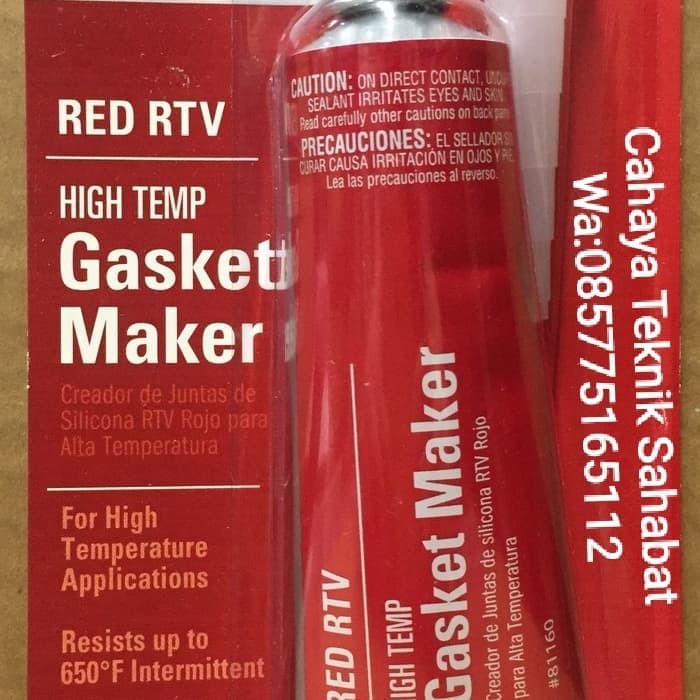 RED RTV
HIGH TEMP
Gasket
Maker
Creador de Juntas de
Silicona RTV Rojo para
Alta Temperatura
For High
Temperature
Applications
Resists up to
650°F Intermittent
CAUTION: ON DIRECT CONTACT,
SEALANT IRRITATES EYES AND SKIN.
Read carefully other cautions on back
PRECAUCIONES: EL SELLADOR
CURAR CAUSA IRRITACIÓN EN OJOS Y
Lea las precauciones al reverso.
RED RTV
HIGH TEMP
Gasket Maker
Creador de Juntas de silicona RTV Rojo
para Alta Temperatura
#81160
Cahaya Teknik Sahabat
Wa:085775165112